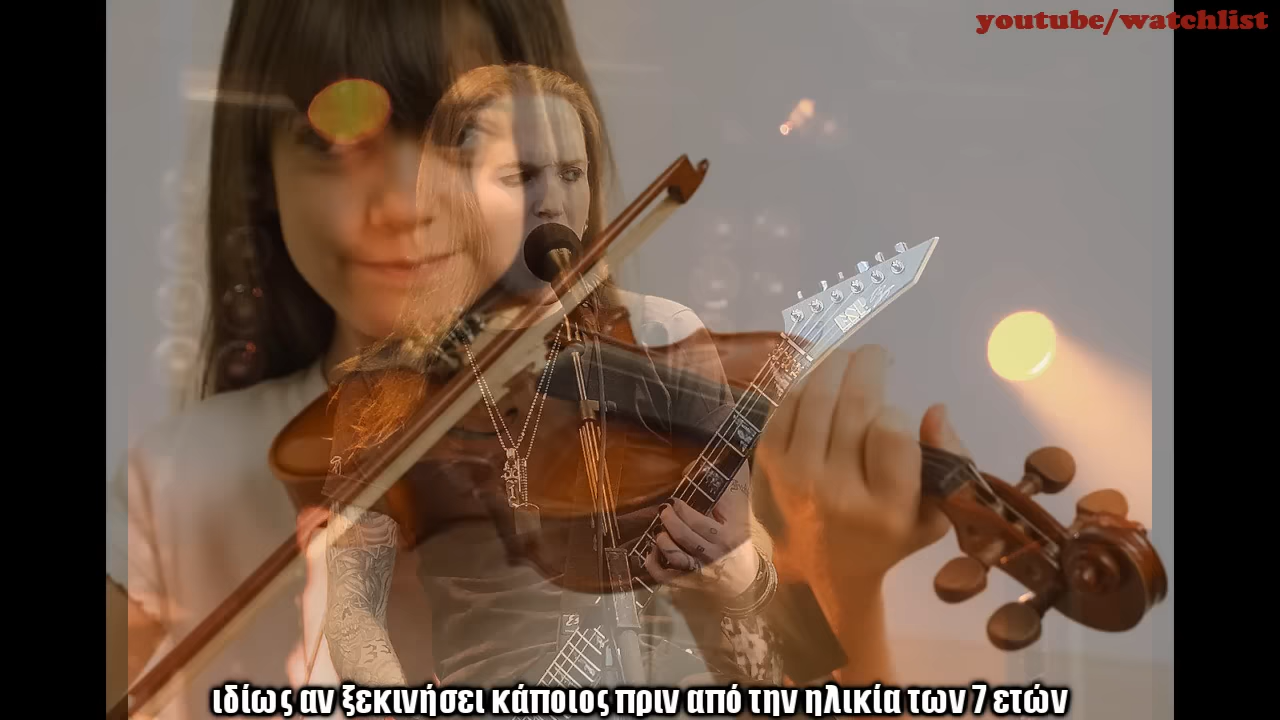 youtube/watchlist
ιδίως αν ξεκινήσει κάποιος πριν από την ηλικία των 7 ετών